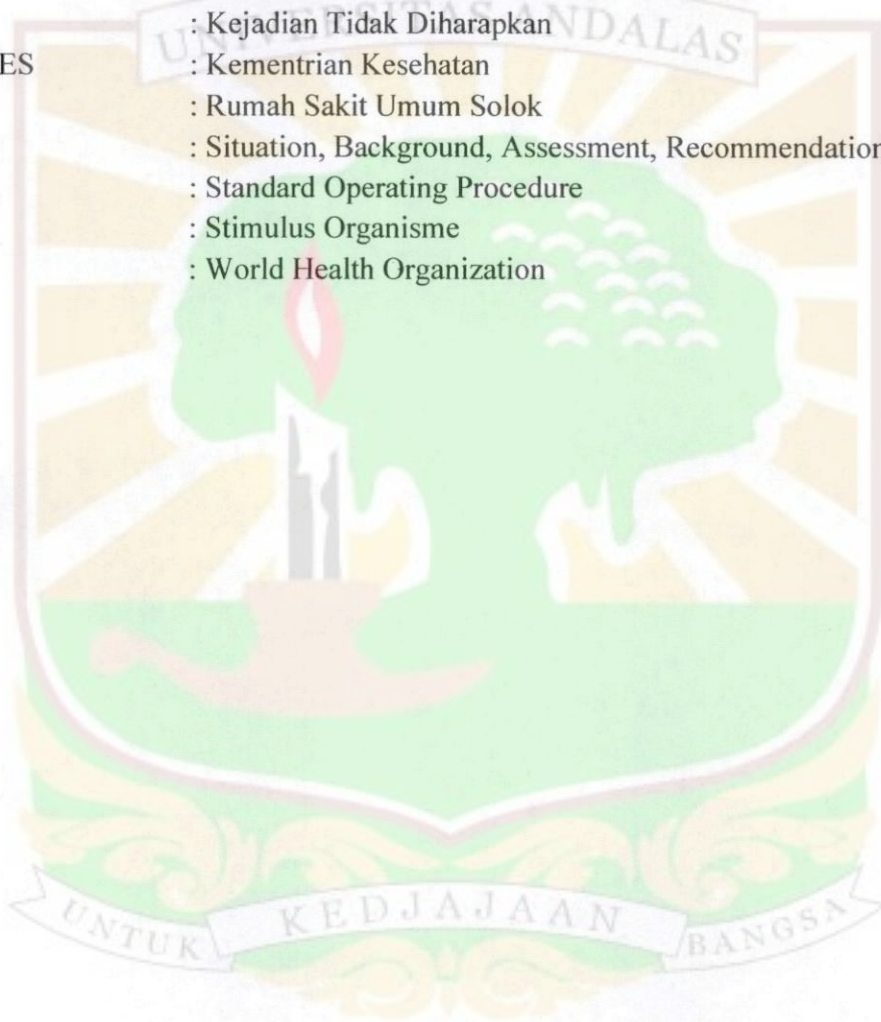 : Kejadian Tidak Diharapkan
UNIVERSITAS ANDALAS
ES : Kementrian Kesehatan
: Rumah Sakit Umum Solok
: Situation, Background, Assessment, Recommendation
: Standard Operating Procedure
: Stimulus Organisme
: World Health Organization
UNTUK KEDJAJAAN BANGSA